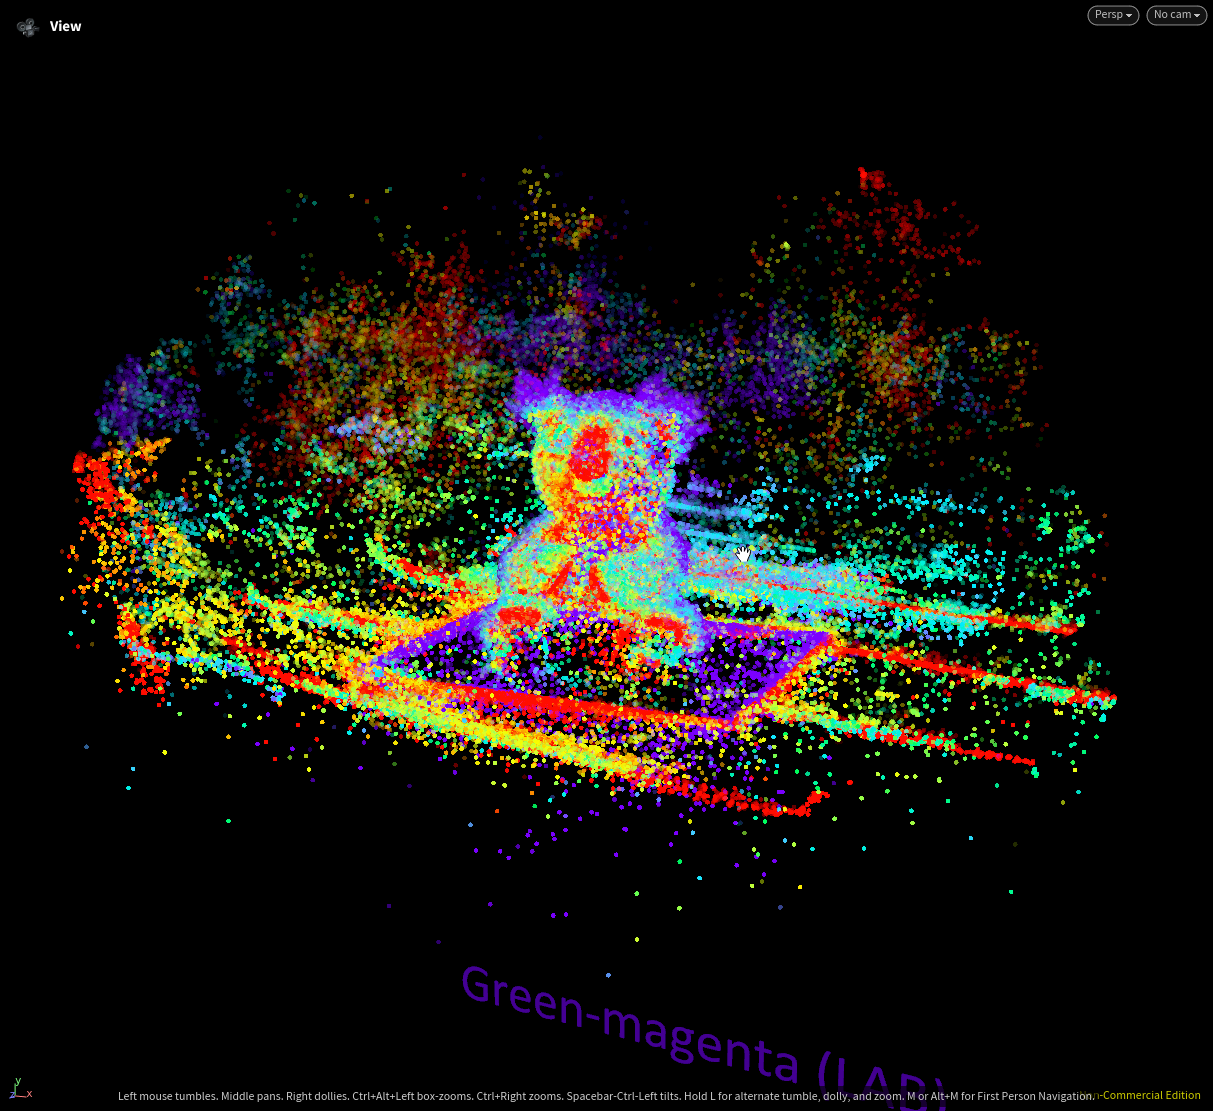 View
Persp
No cam
Green-magenta (LAB)
y
z x
Left mouse tumbles. Middle pans. Right dollies. Ctrl+Alt+Left box-zooms. Ctrl+Right zooms. Spacebar-Ctrl-Left tilts. Hold L for alternate tumble, dolly, and zoom. M or Alt+M for First Person Navigation.
n-Commercial Edition